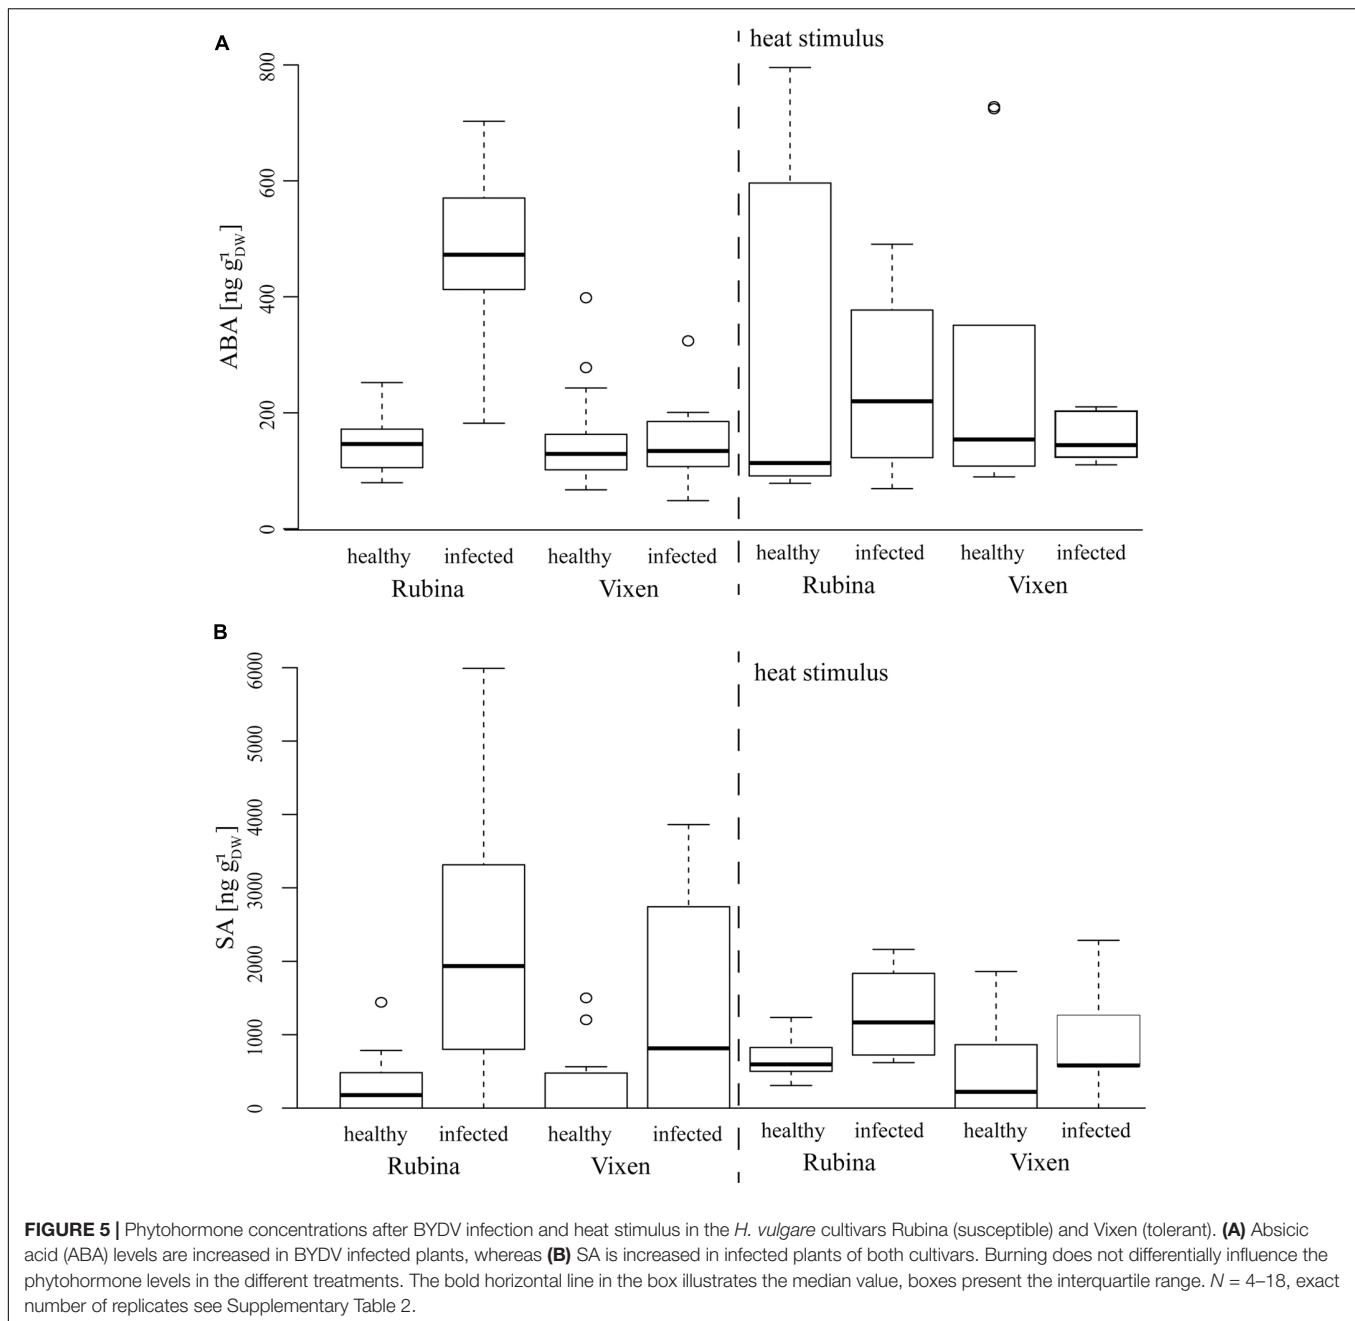 A
heat stimulus
800
600
400
200
0
ABA [ng g-1DW]
healthy infected healthy infected healthy infected healthy infected
Rubina Vixen Rubina Vixen
B
heat stimulus
6000
5000
4000
3000
2000
1000
0
SA [ng g-1DW]
healthy infected healthy infected healthy infected healthy infected
Rubina Vixen Rubina Vixen
FIGURE 5 | Phytohormone concentrations after BYDV infection and heat stimulus in the H. vulgare cultivars Rubina (susceptible) and Vixen (tolerant). (A) Absicic
acid (ABA) levels are increased in BYDV infected plants, whereas (B) SA is increased in infected plants of both cultivars. Burning does not differentially influence the
phytohormone levels in the different treatments. The bold horizontal line in the box illustrates the median value, boxes present the interquartile range. N = 4–18, exact
number of replicates see Supplementary Table 2.